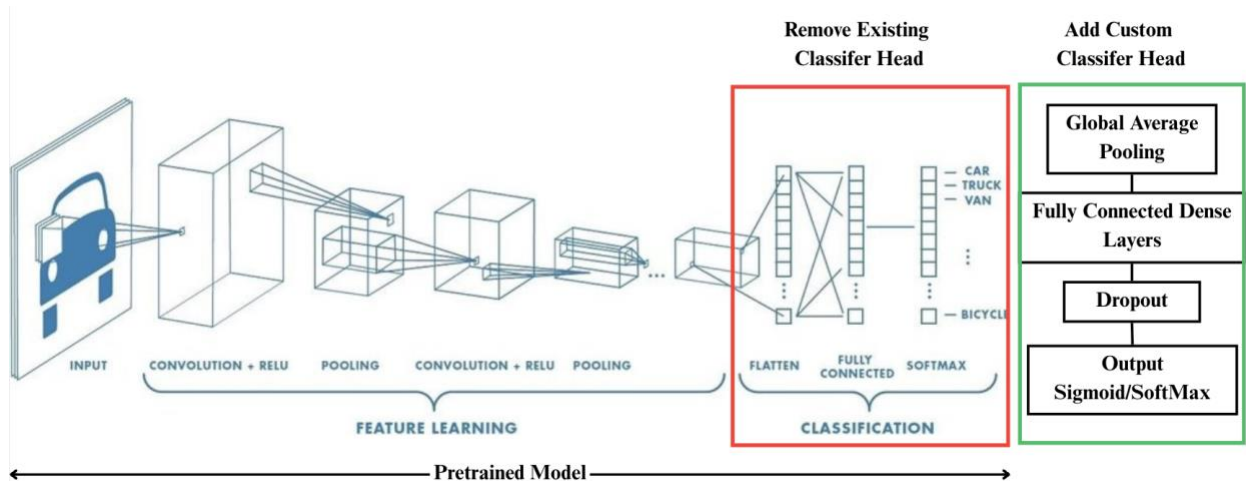 Remove Existing
Classifer Head
Add Custom
Classifer Head
Global Average
Pooling
Fully Connected Dense
Layers
Dropout
Output
Sigmoid/SoftMax
CAR
TRUCK
VAN
BICYCLE
INPUT
CONVOLUTION + RELU
POOLING
CONVOLUTION + RELU
POOLING
FLATTEN
FULLY
CONNECTED
SOFTMAX
FEATURE LEARNING
CLASSIFICATION
Pretrained Model